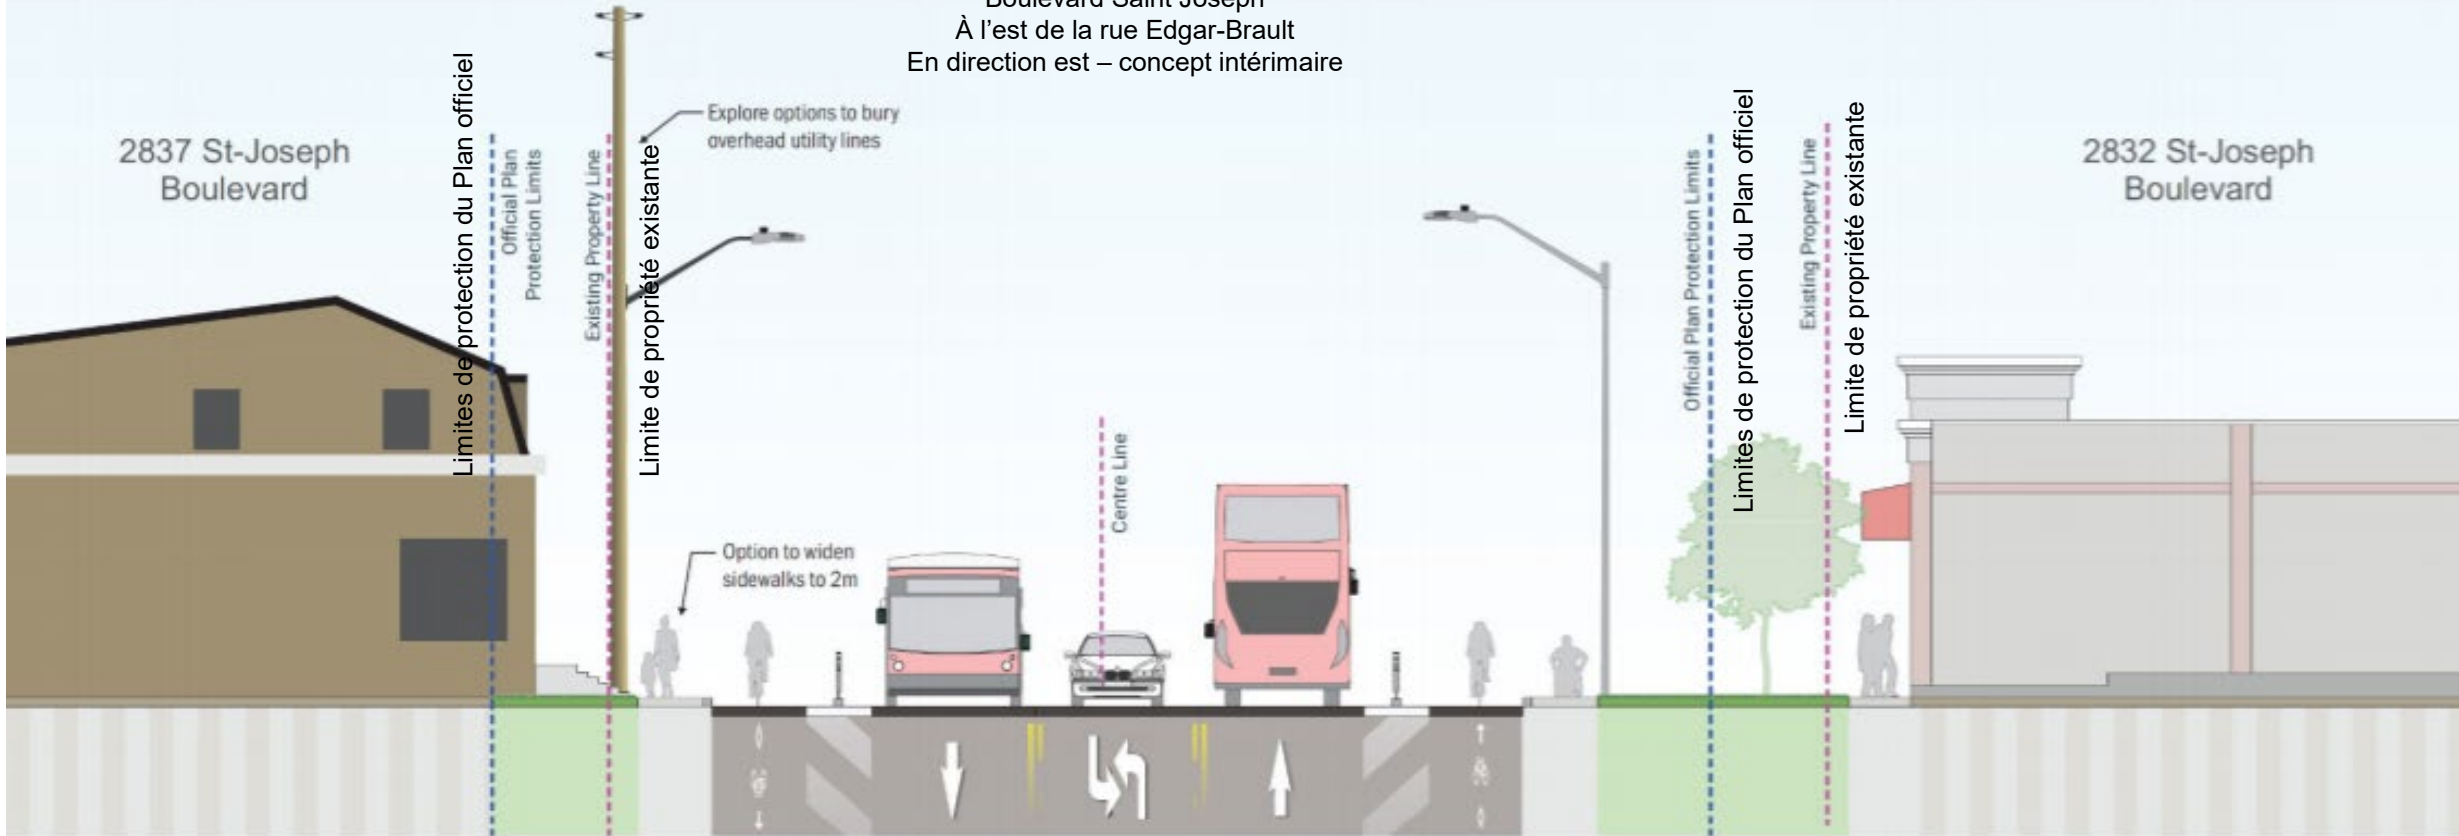 Boulevard Saint Joseph
À l'est de la rue Edgar-Brault
En direction est – concept intérimaire
2837 St-Joseph
Boulevard
Limites de protection du Plan officiel
Official Plan
Protection Limits
Existing Property Line
Limite de propriété existante
Explore options to bury
overhead utility lines
Option to widen
sidewalks to 2m
Centre Line
Official Plan Protection Limits
Limites de protection du Plan officiel
Existing Property Line
Limite de propriété existante
2832 St-Joseph
Boulevard